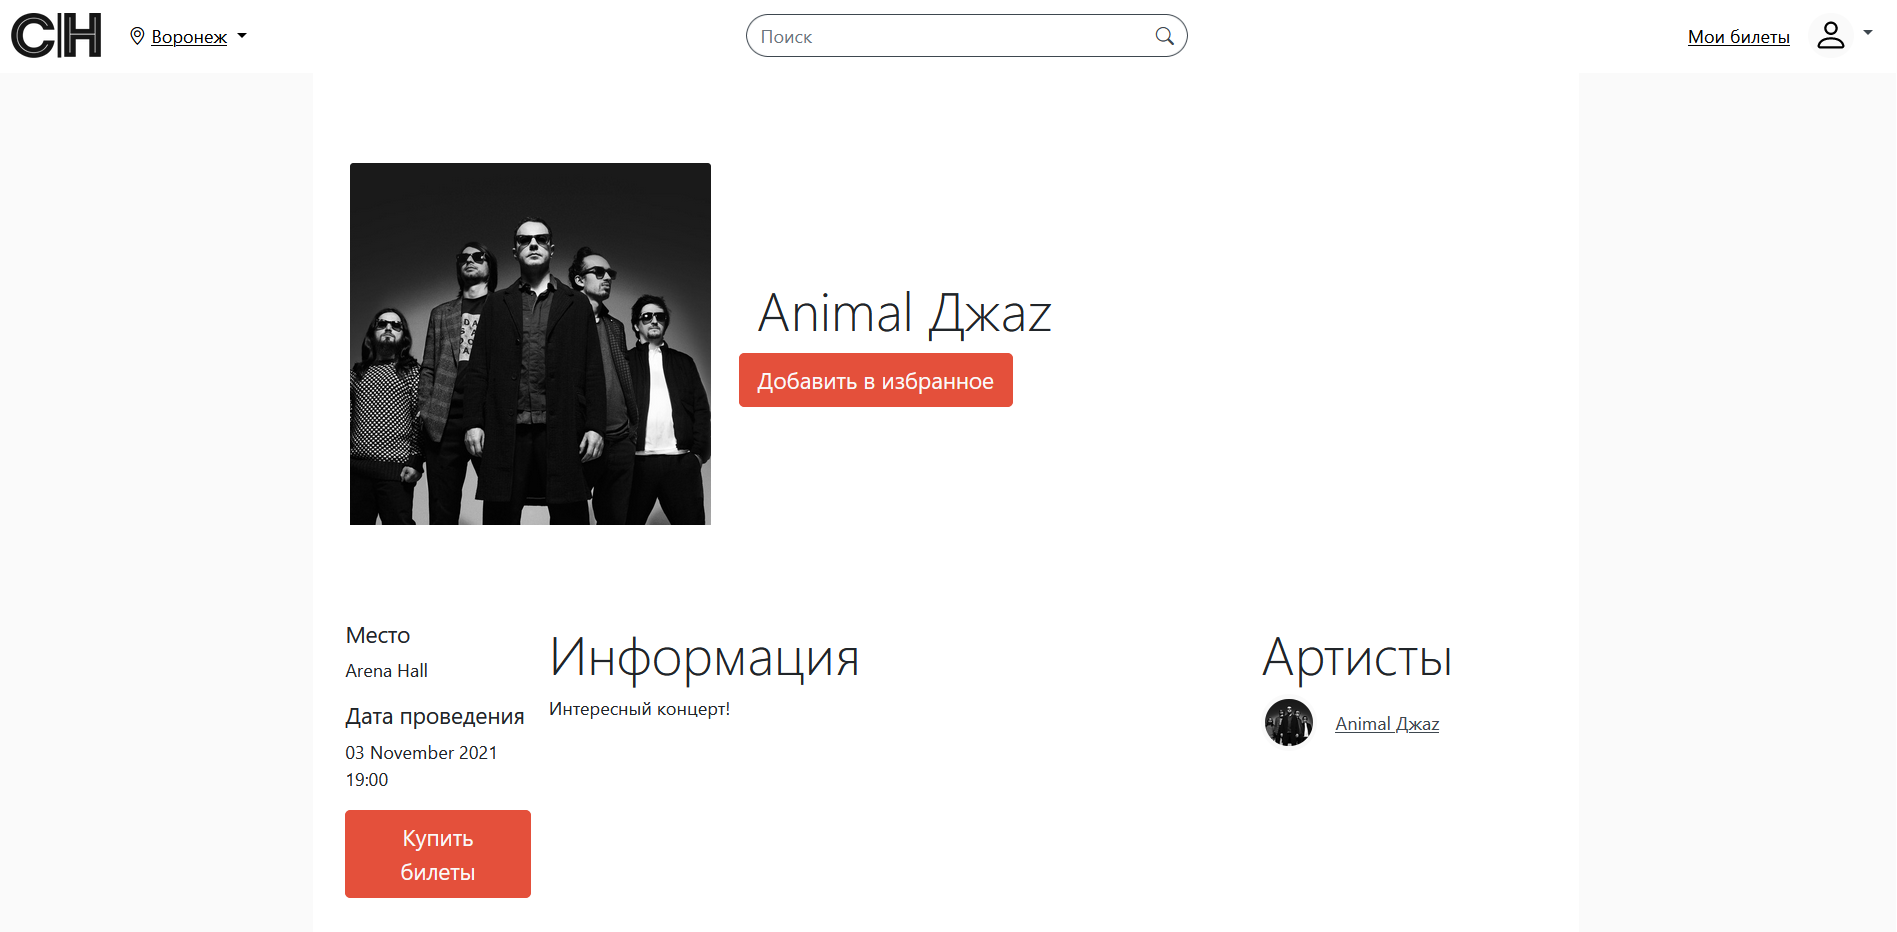 CH
Воронеж
Поиск
Мои билеты
Animal Джаz
Добавить в избранное
Место
Arena Hall
Дата проведения
03 November 2021
19:00
Купить
билеты
Информация
Интересный концерт!
Артисты
Animal Джаz